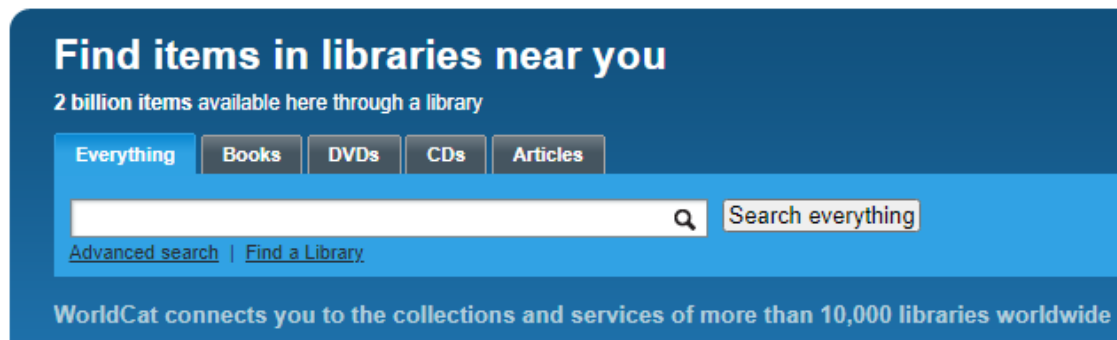 Find items in libraries near you
2 billion items available here through a library
Everything Books DVDs CDs Articles
Search everything
Advanced search | Find a Library
WorldCat connects you to the collections and services of more than 10,000 libraries worldwide